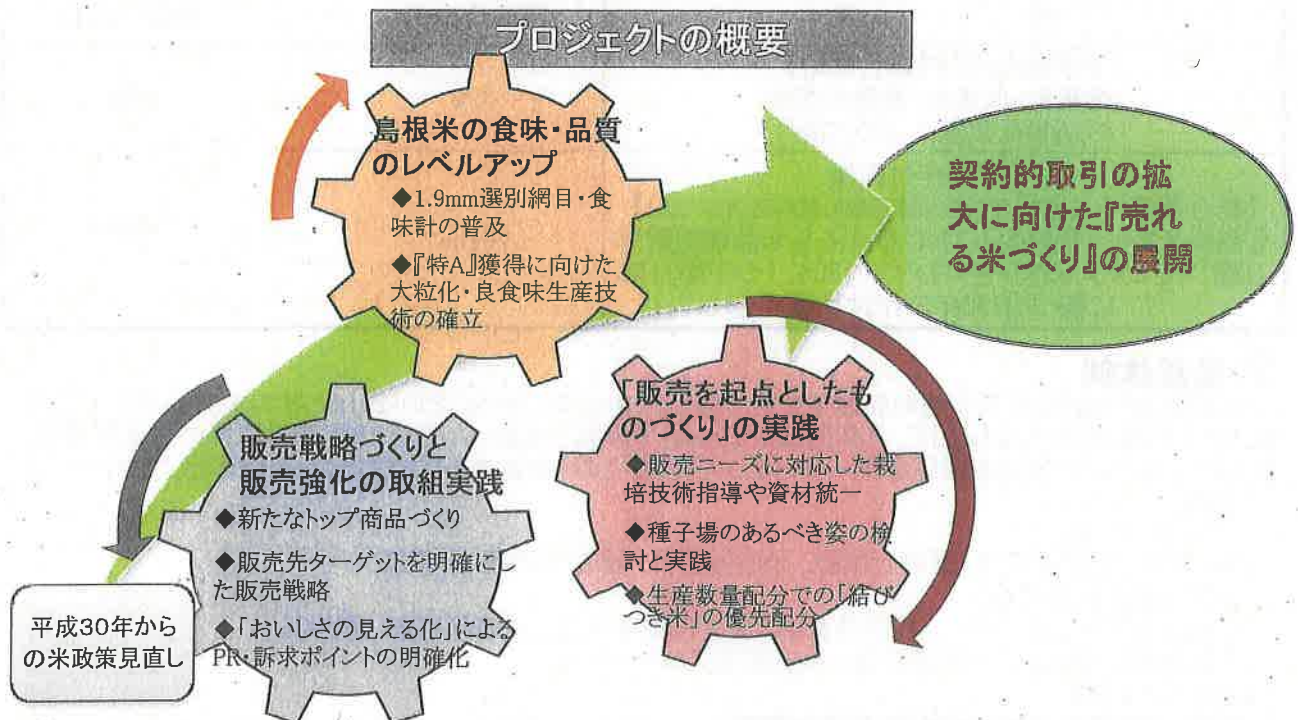 プロジェクトの概要
島根米の食味・品質
のレベルアップ
◆1.9mm選別網目・食
味計の普及
◆『特A』獲得に向けた
大粒化・良食味生産技
術の確立
契約的取引の拡
大に向けた『売れ
る米づくり』の展開
販売戦略づくりと
販売強化の取組実践
◆新たなトップ商品づくり
◆販売先ターゲットを明確にし
た販売戦略
◆「おいしさの見える化」による
PR・訴求ポイントの明確化
「販売を起点としたも
のづくり」の実践
◆販売ニーズに対応した栽
培技術指導や資材統一
◆種子場のあるべき姿の検
討と実践
◆生産数量配分での「結び
つき米」の優先配分
平成30年から
の米政策見直し